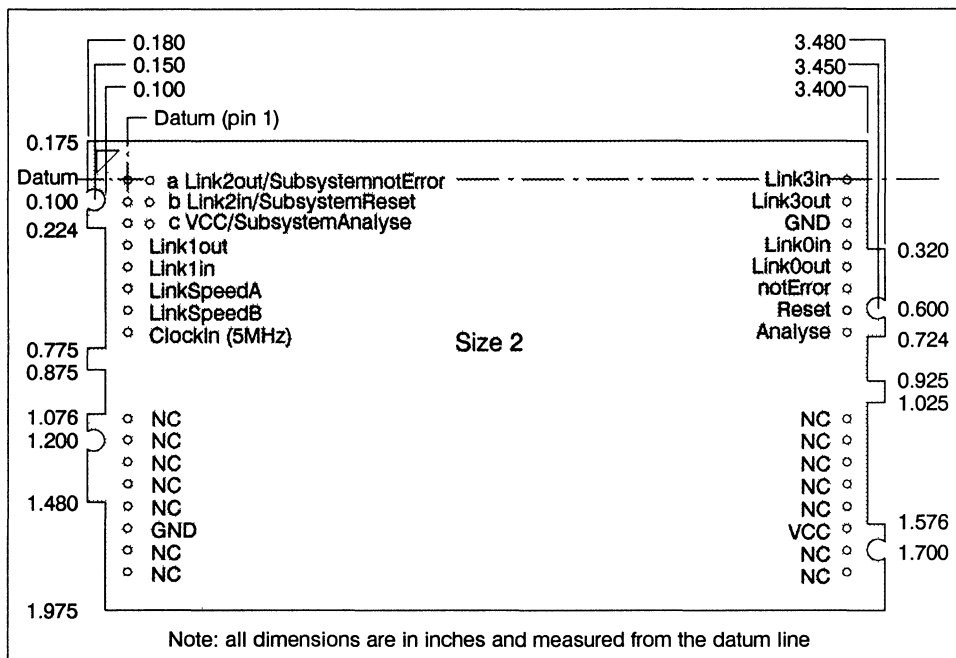 0.180
0.150
0.100
3.480
3.450
3.400
Datum (pin 1)
0.175
Datum
0.100
0.224
a Link2out/SubsystemnotError
b Link2in/SubsystemReset
c VCC/SubsystemAnalyse
Link1out
Link1in
LinkSpeedA
LinkSpeedB
ClockIn (5MHz)
Link3in
Link3out
GND
Link0in
Link0out
notError
Reset
Analyse
0.320
0.600
0.724
0.925
1.025
Size 2
0.775
0.875
1.076
1.200
1.480
NC
NC
NC
NC
NC
GND
NC
NC
NC
NC
NC
NC
NC
VCC
NC
NC
1.576
1.700
1.975
Note: all dimensions are in inches and measured from the datum line